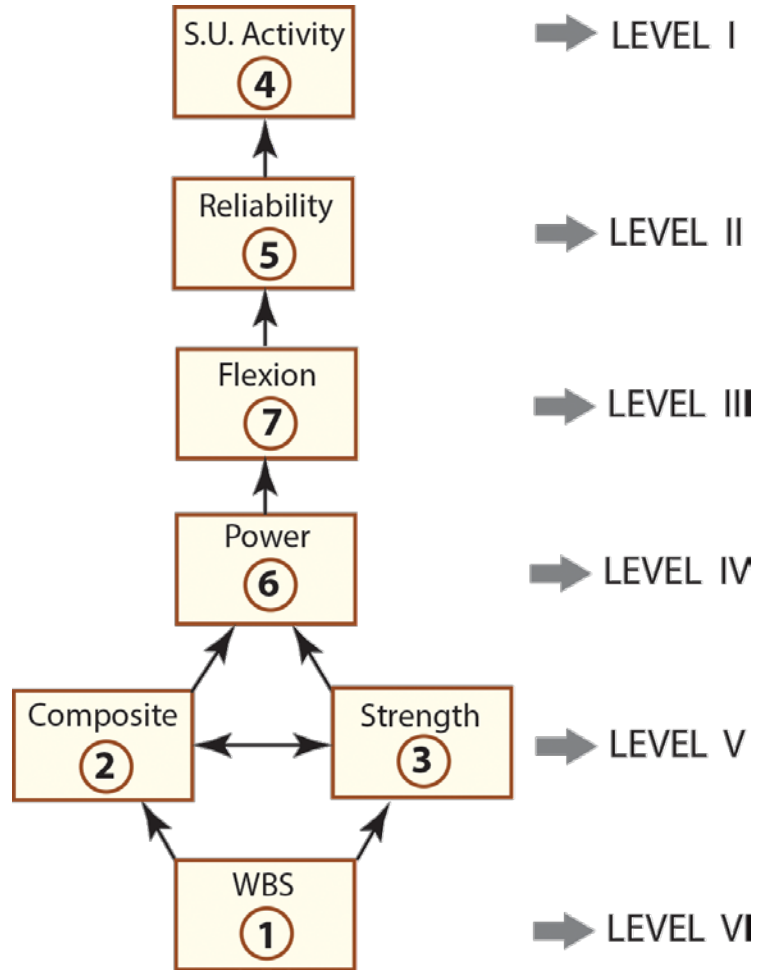 S.U. Activity
4
LEVEL I
Reliability
5
LEVEL II
Flexion
7
LEVEL III
Power
6
LEVEL IV
Composite
2
Strength
3
LEVEL V
WBS
1
LEVEL VI